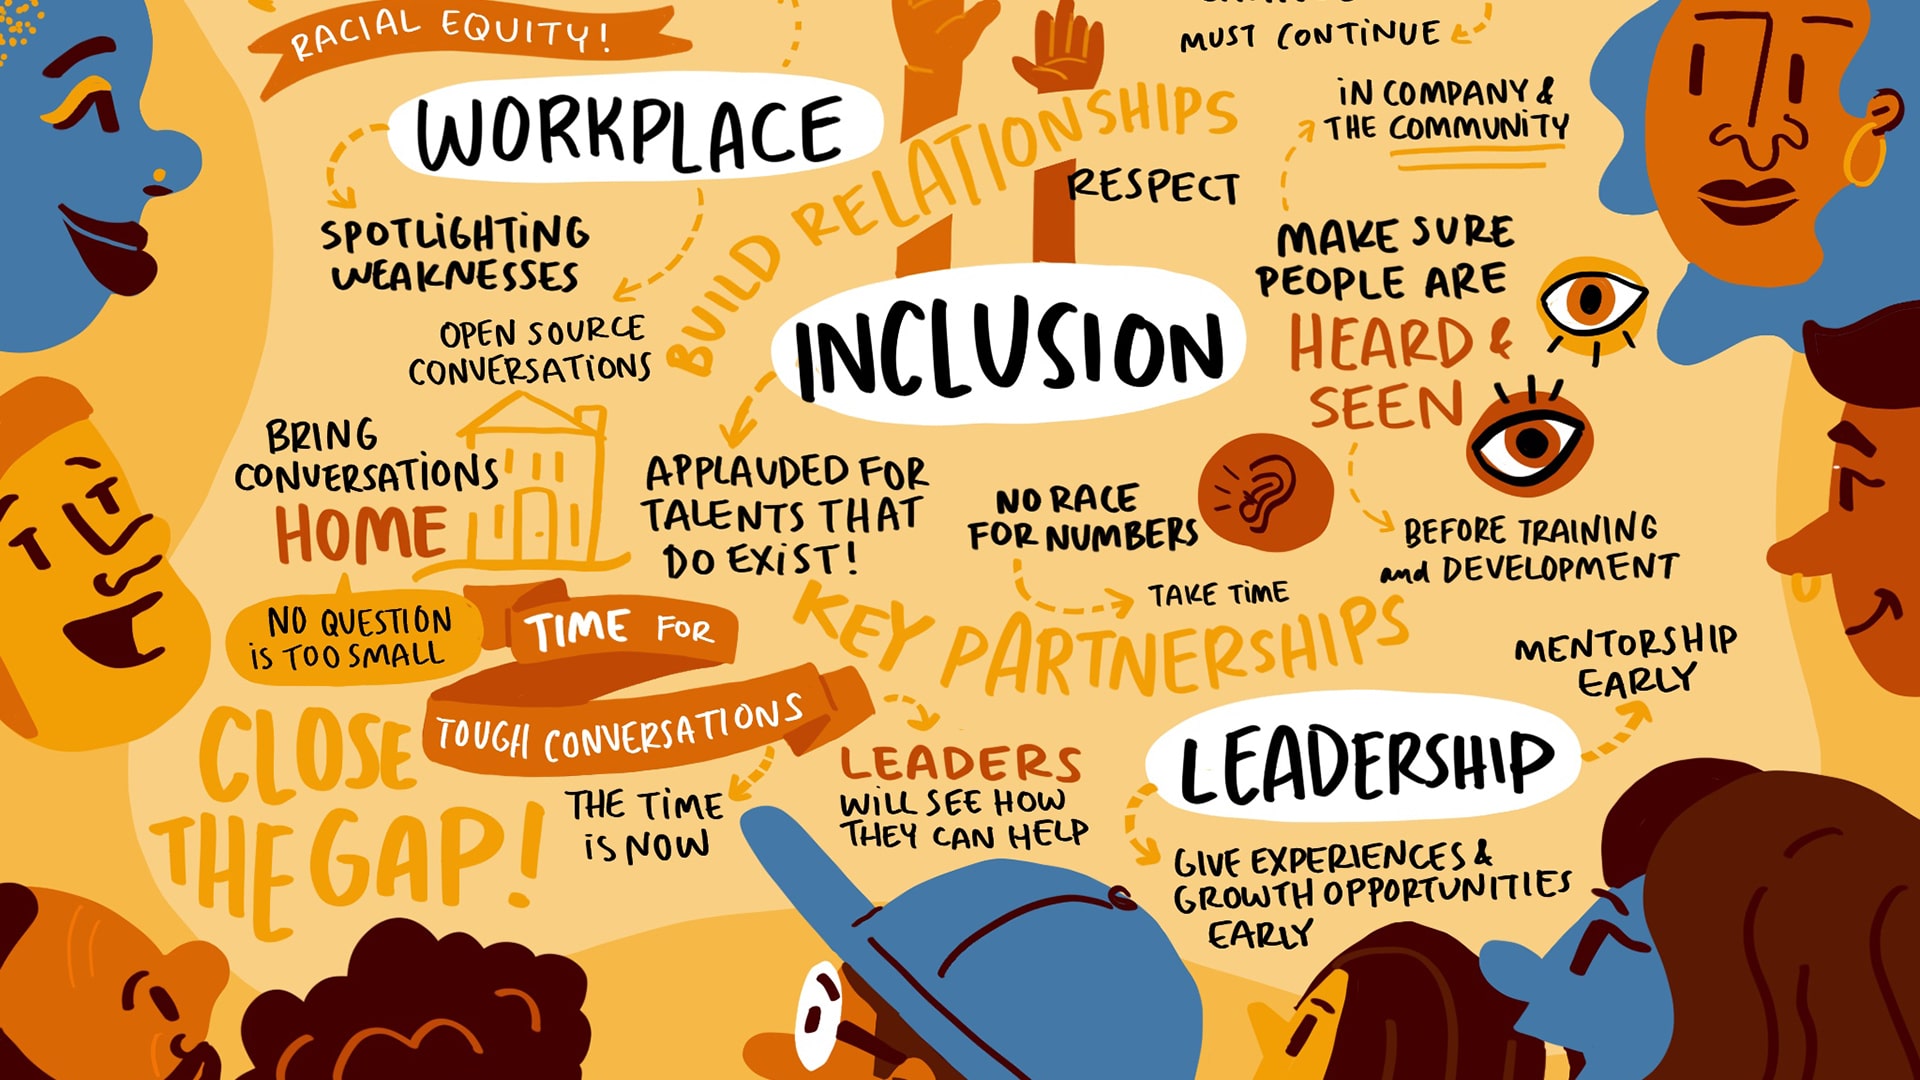 RACIAL EQUITY!
MUST CONTINUE
WORKPLACE
SPOTLIGHTING
WEAKNESSES
OPEN SOURCE
CONVERSATIONS
BUILD RELATIONSHIPS
RESPECT
IN COMPANY &
THE COMMUNITY
MAKE SURE
PEOPLE ARE
HEARD &
SEEN
BEFORE TRAINING
and DEVELOPMENT
INCLUSION
APPLAUDED FOR
TALENTS THAT
DO EXIST!
NO RACE
FOR NUMBERS
TAKE TIME
BRING
CONVERSATIONS
HOME
NO QUESTION
IS TOO SMALL
TIME FOR
TOUGH CONVERSATIONS
KEY PARTNERSHIPS
CLOSE
THE GAP!
THE TIME
IS NOW
LEADERS
WILL SEE HOW
THEY CAN HELP
LEADERSHIP
MENTORSHIP
EARLY
GIVE EXPERIENCES &
GROWTH OPPORTUNITIES
EARLY